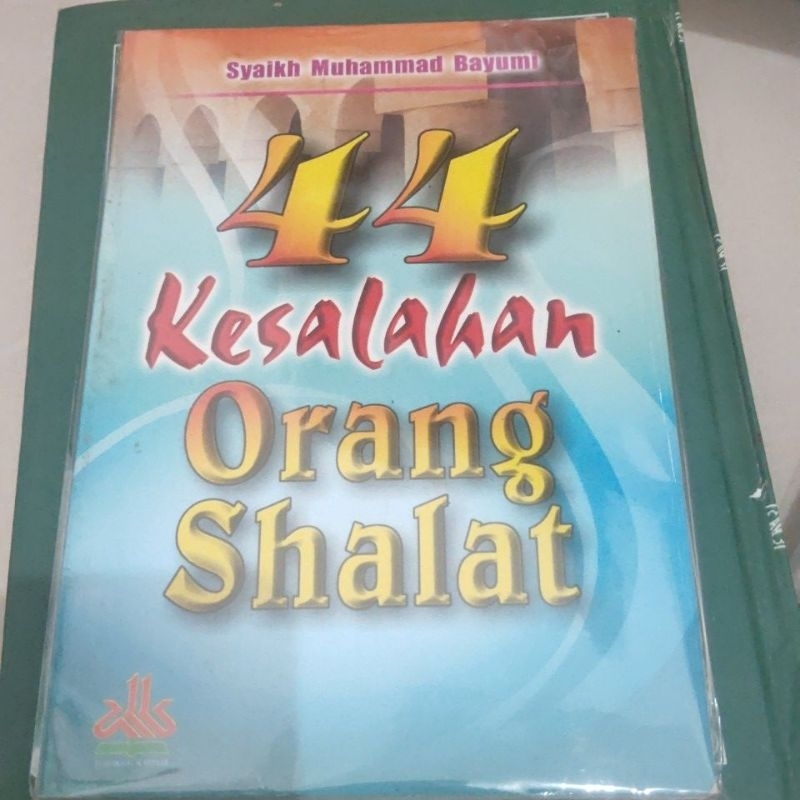 Syaikh Muhammad Bayumi
44
Kesalahan
Orang
Shalat